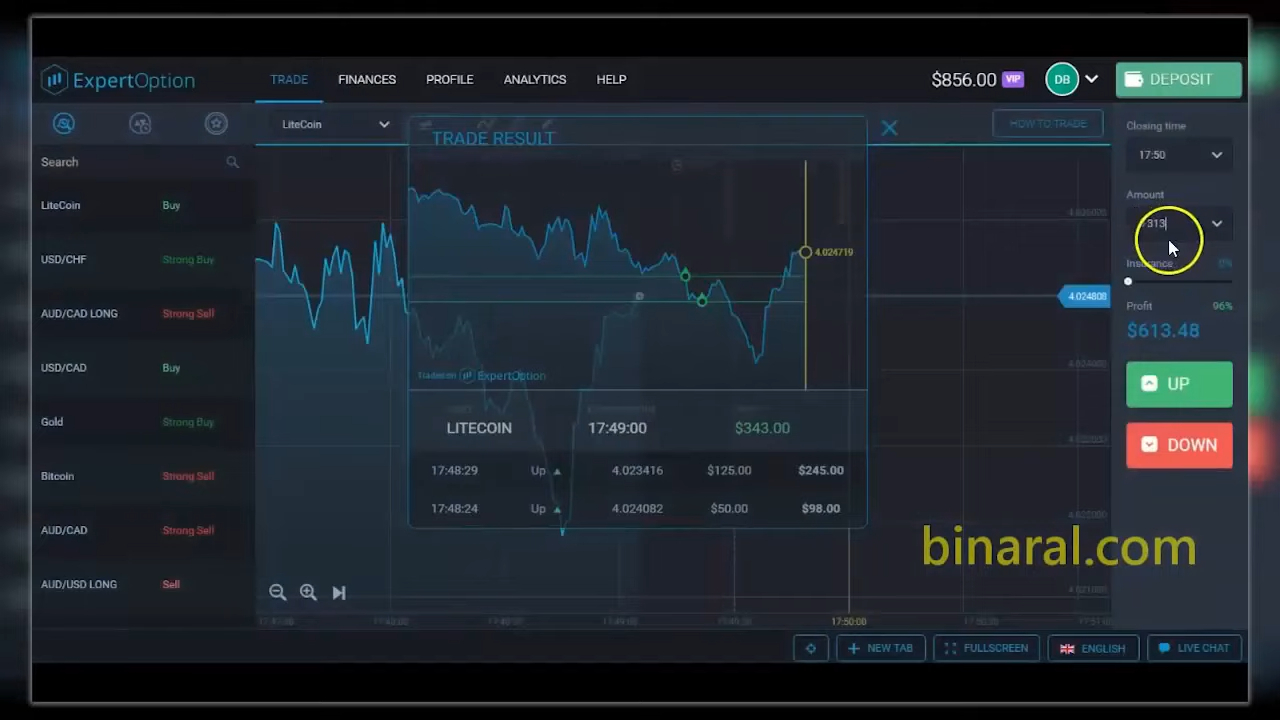 ExpertOption
TRADE
FINANCES
PROFILE
ANALYTICS
HELP
$856.00 VIP
DB
DEPOSIT
LiteCoin
TRADE RESULT
HOW TO TRADE
Closing time
17:50
Search
Amount
313
LiteCoin Buy
4.024719
Insurance 0%
USD/CHF Strong Buy
4.024808
Profit 96%
$613.48
AUD/CAD LONG Strong Sell
USD/CAD Buy
ExpertOption
UP
Gold Strong Buy
LITECOIN 17:49:00 $343.00
DOWN
Bitcoin Strong Sell
17:48:29 Up 4.023416 $125.00 $245.00
17:48:24 Up 4.024082 $50.00 $98.00
AUD/CAD Strong Sell
binaral.com
AUD/USD LONG Sell
17:50:00
NEW TAB
FULLSCREEN
ENGLISH
LIVE CHAT